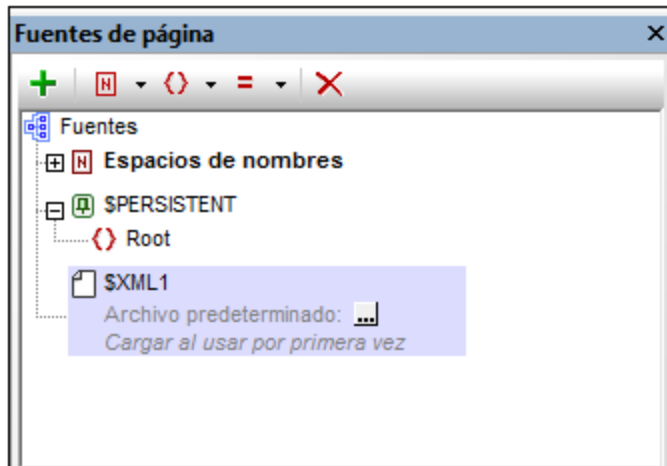 Fuentes de página
Fuentes
Espacios de nombres
$PERSISTENT
Root
$XML1
Archivo predeterminado: ...
Cargar al usar por primera vez